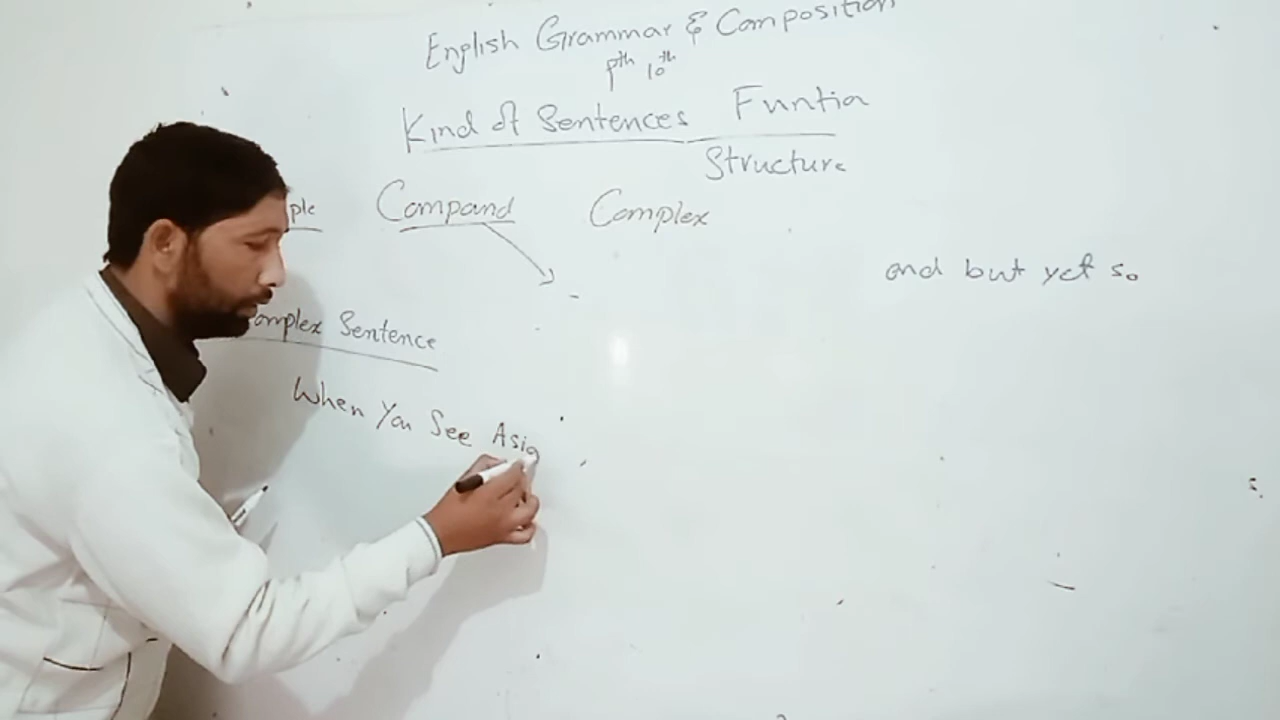 English Grammar & Composition
9th 10th
Kind of Sentences Funtion
Structure
ple Compand Complex
and but yet so
omplex Sentence
When You See Asig